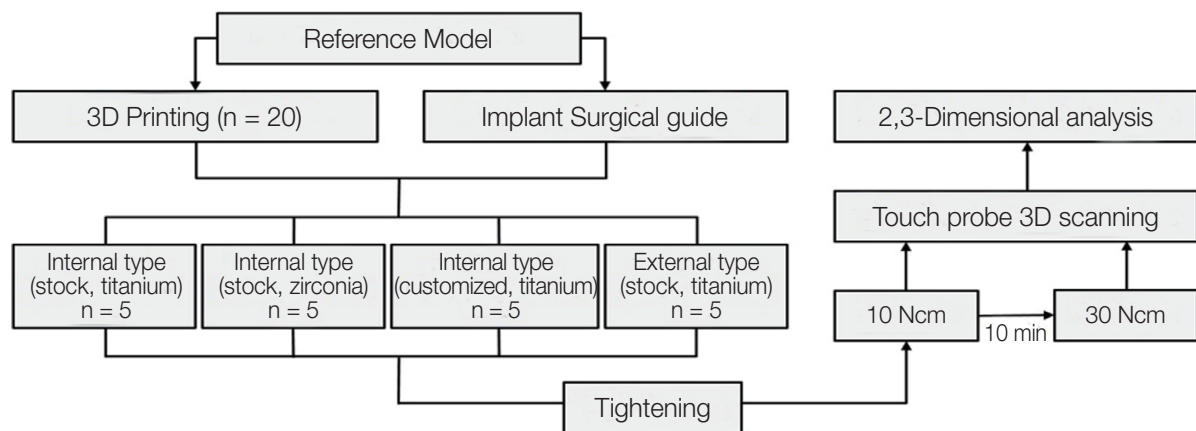 Reference Model
3D Printing (n = 20)
Implant Surgical guide
Internal type
(stock, titanium)
n = 5
Internal type
(stock, zirconia)
n = 5
Internal type
(customized, titanium)
n = 5
External type
(stock, titanium)
n = 5
Tightening
10 Ncm
10 min
30 Ncm
Touch probe 3D scanning
2,3-Dimensional analysis